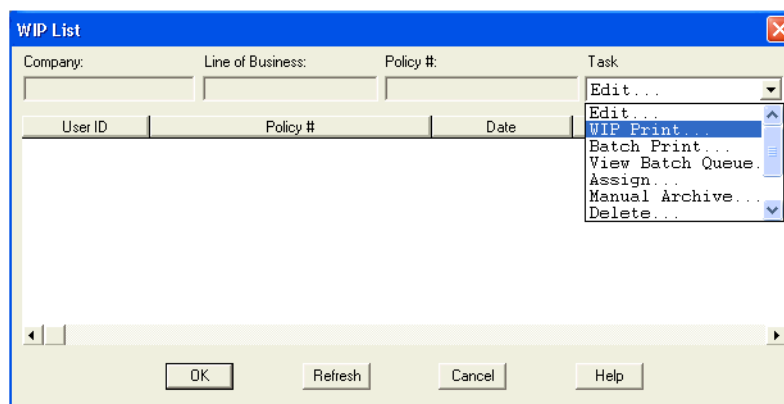 WIP List
Company: Line of Business: Policy #: Task
Edit...
User ID Policy # Date
Edit...
WIP Print...
Batch Print...
View Batch Queue.
Assign...
Manual Archive...
Delete...
OK Refresh Cancel Help